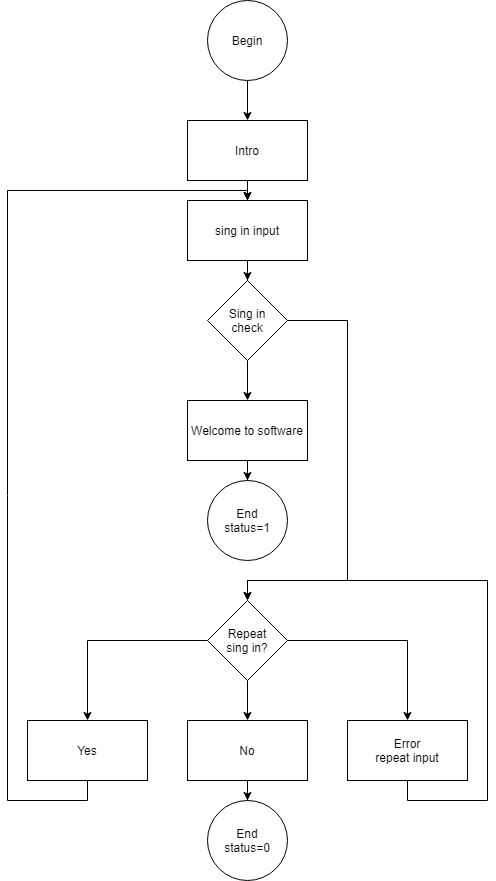 Begin
Intro
sing in input
Sing in
check
Welcome to software
End
status=1
Repeat
sing in?
Yes
No
Error
repeat input
End
status=0